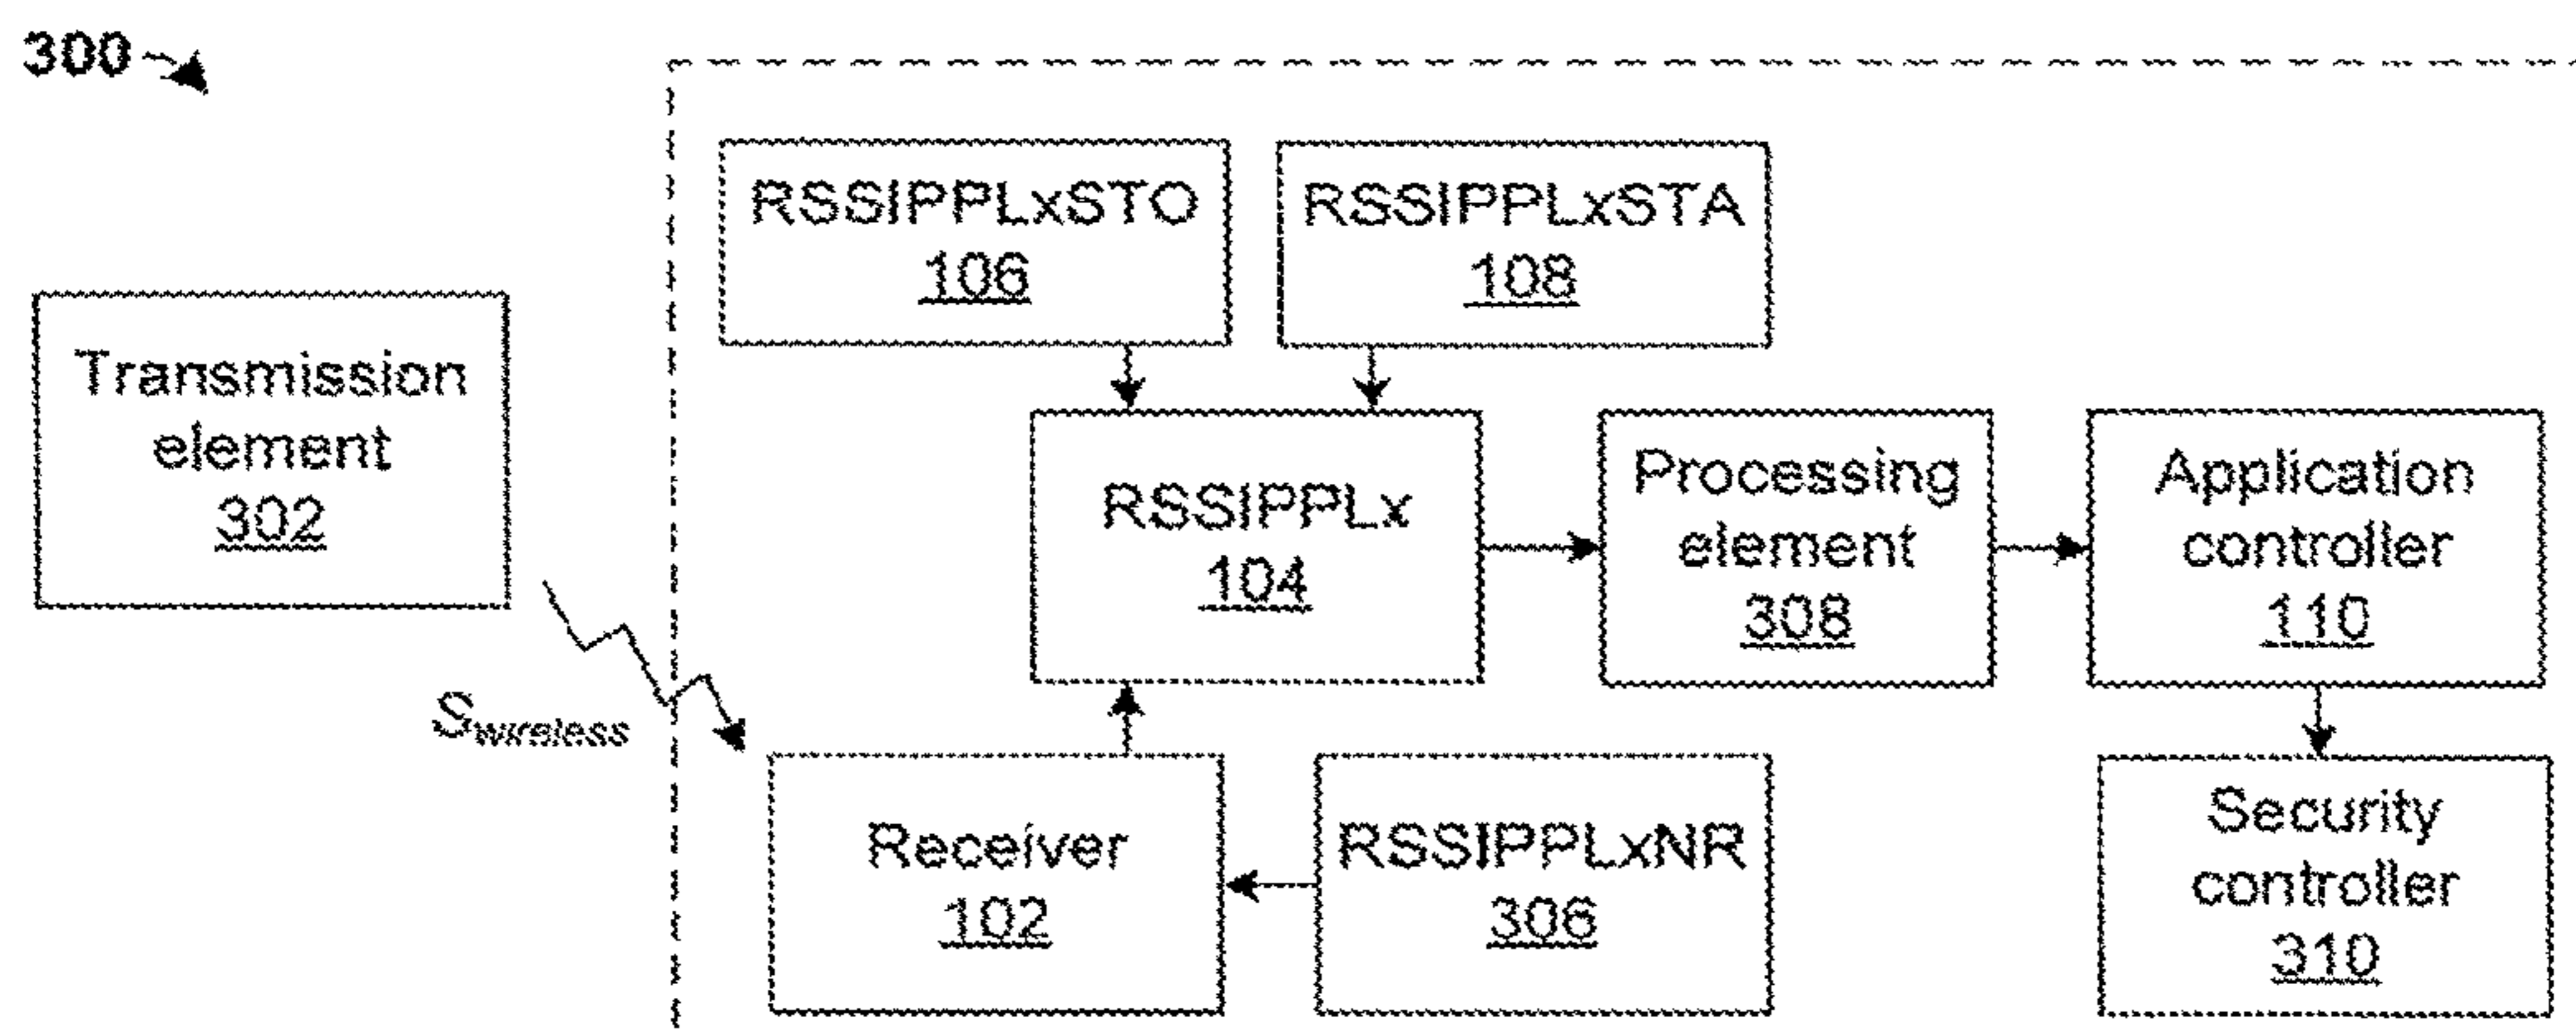 300
RSSIPPLxSTO
106
RSSIPPLxSTA
108
Transmission
element
302
RSSIPPLx
104
Processing
element
308
Application
controller
110
Swireless
Receiver
102
RSSIPPLxNR
306
Security
controller
310